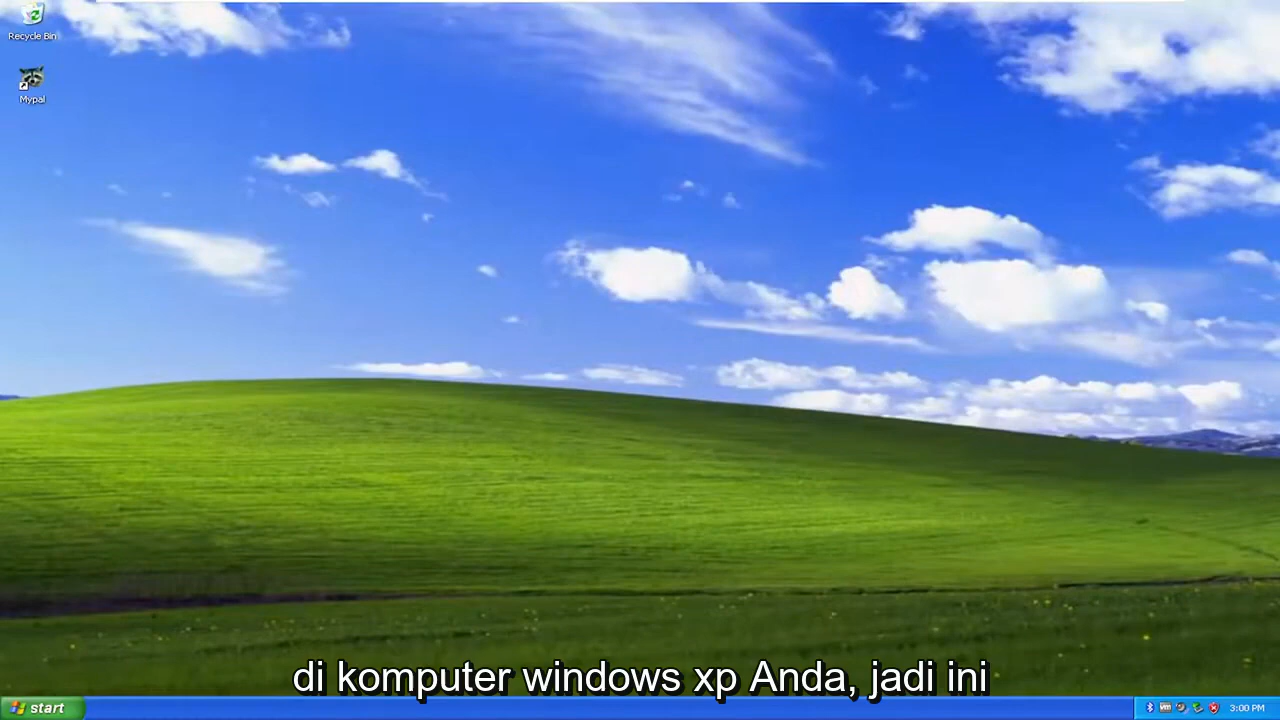 Recycle Bin
Mypal
di komputer windows xp Anda, jadi ini
start
3:00 PM